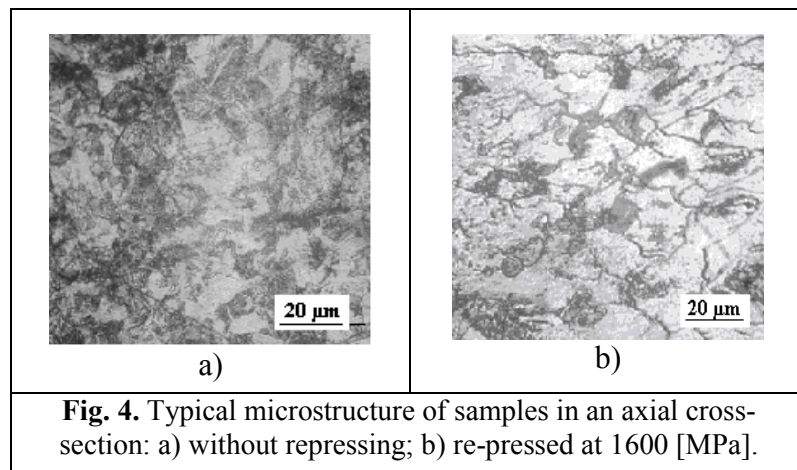 20 µm
20 µm
a)
b)
Fig. 4. Typical microstructure of samples in an axial cross-
section: a) without repressing; b) re-pressed at 1600 [MPa].